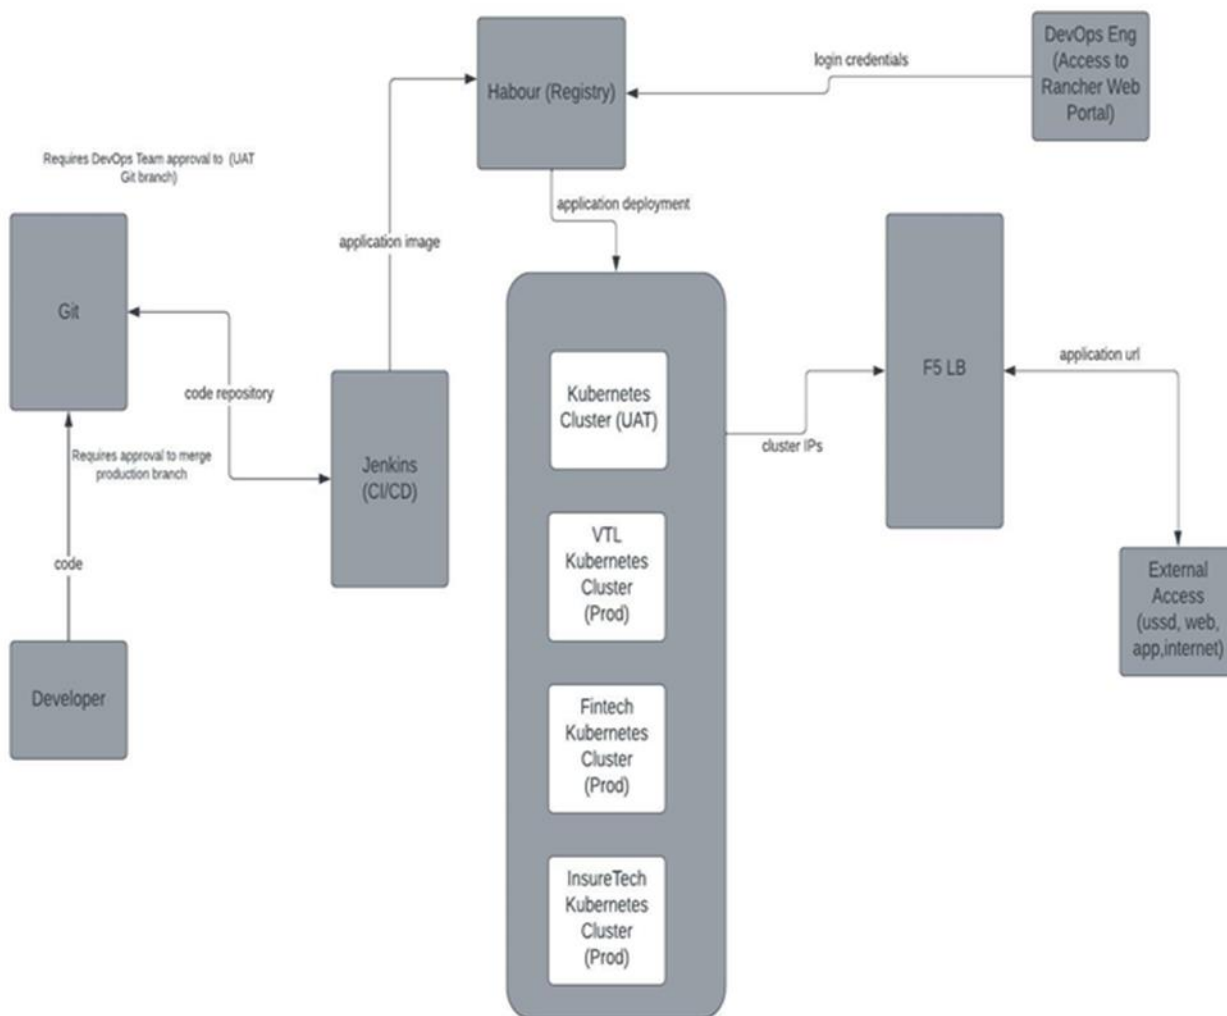 DevOps Eng
(Access to
Rancher Web
Portal)
login credentials
Habour (Registry)
Requires DevOps Team approval to (UAT
Git branch)
application deployment
application image
Git
F5 LB
application url
code repository
Kubernetes
Cluster (UAT)
cluster IPs
Requires approval to merge
production branch
Jenkins
(CI/CD)
VTL
Kubernetes
Cluster
(Prod)
code
External
Access
(ussd, web,
app,internet)
Developer
Fintech
Kubernetes
Cluster
(Prod)
InsureTech
Kubernetes
Cluster
(Prod)